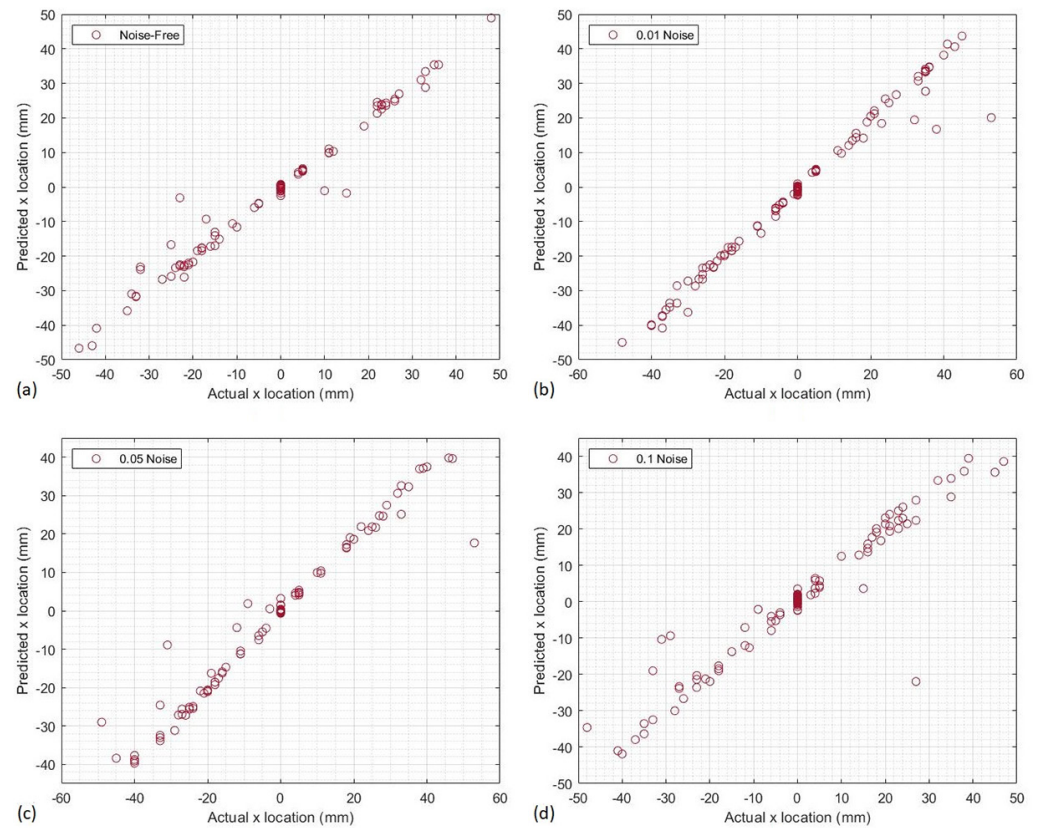 Noise-Free
50
40
30
20
10
0
-10
-20
-30
-40
-50
-50 -40 -30 -20 -10 0 10 20 30 40 50
Predicted x location (mm)
Actual x location (mm)
(a)
0.01 Noise
50
40
30
20
10
0
-10
-20
-30
-40
-50
-60 -40 -20 0 20 40 60
Predicted x location (mm)
Actual x location (mm)
(b)
0.05 Noise
40
30
20
10
0
-10
-20
-30
-40
-60 -40 -20 0 20 40 60
Predicted x location (mm)
Actual x location (mm)
(c)
0.1 Noise
40
30
20
10
0
-10
-20
-30
-40
-50
-50 -40 -30 -20 -10 0 10 20 30 40 50
Predicted x location (mm)
Actual x location (mm)
(d)